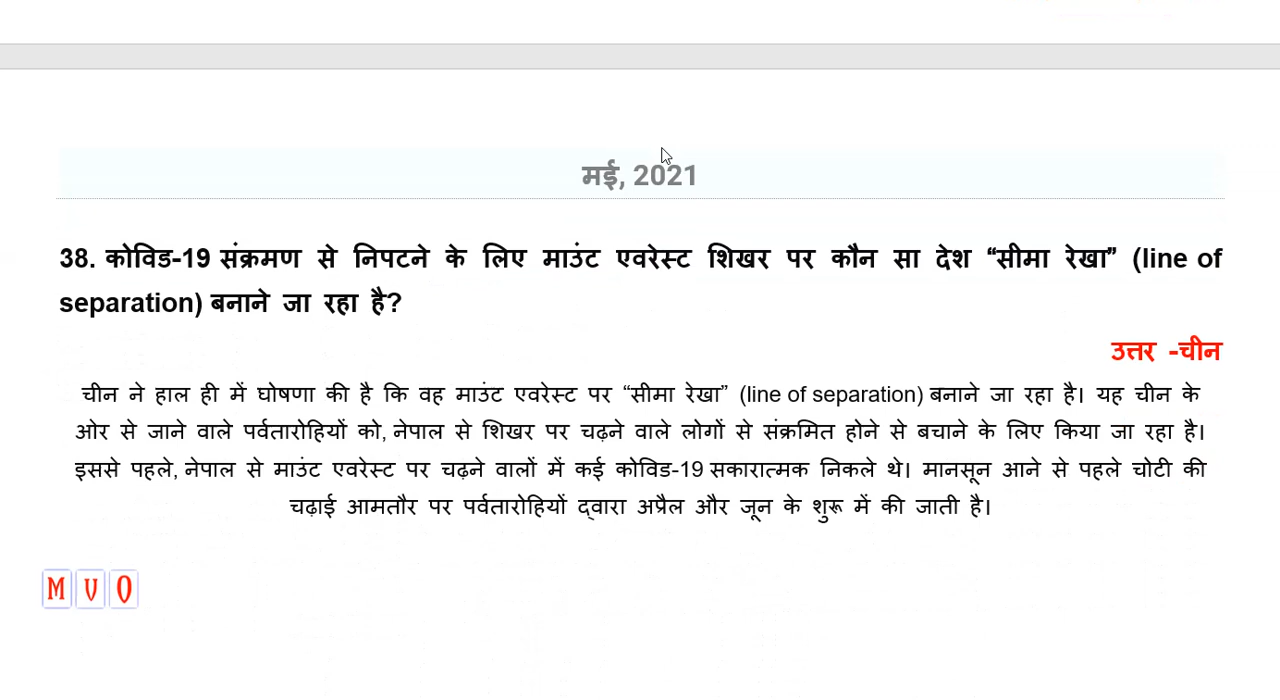 मई, 2021
38. कोविड-19 संक्रमण से निपटने के लिए माउंट एवरेस्ट शिखर पर कौन सा देश “सीमा रेखा” (line of
separation) बनाने जा रहा है?
उत्तर -चीन
चीन ने हाल ही में घोषणा की है कि वह माउंट एवरेस्ट पर “सीमा रेखा” (line of separation) बनाने जा रहा है। यह चीन के
ओर से जाने वाले पर्वतारोहियों को, नेपाल से शिखर पर चढ़ने वाले लोगों से संक्रमित होने से बचाने के लिए किया जा रहा है।
इससे पहले, नेपाल से माउंट एवरेस्ट पर चढ़ने वालों में कई कोविड-19 सकारात्मक निकले थे। मानसून आने से पहले चोटी की
चढ़ाई आमतौर पर पर्वतारोहियों द्वारा अप्रैल और जून के शुरू में की जाती है।
M V O